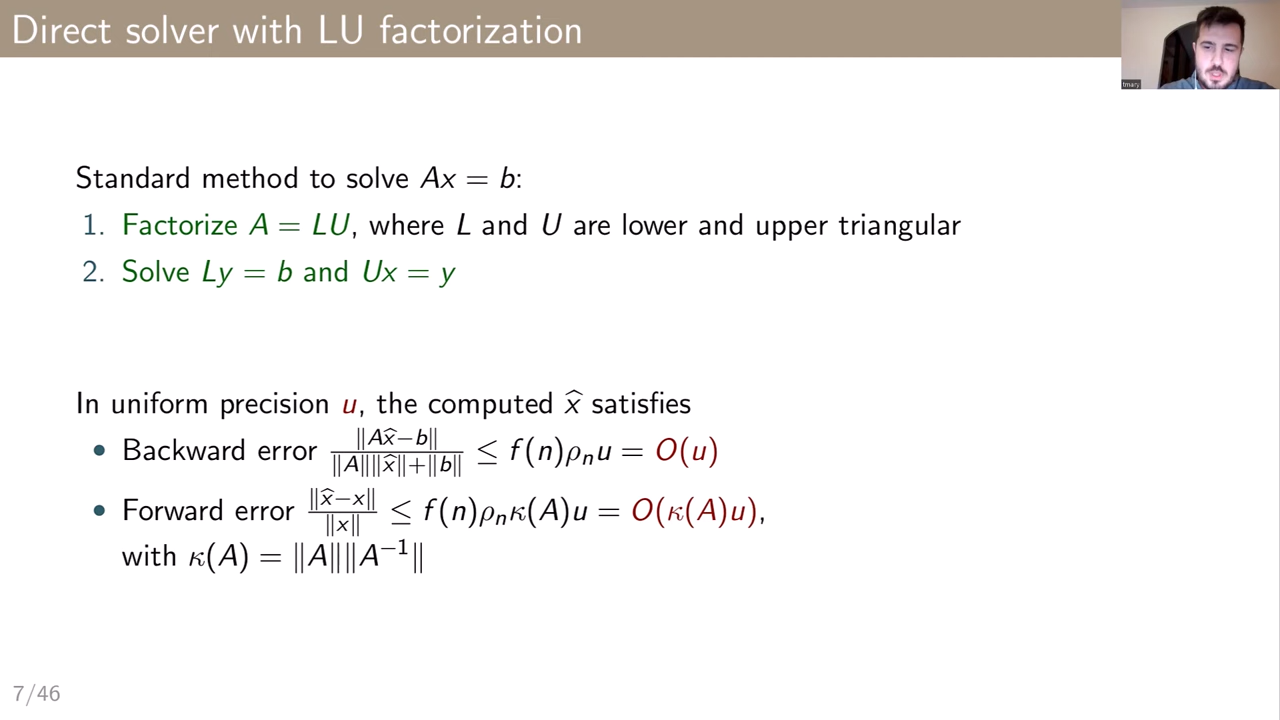 Direct solver with LU factorization
tmary
Standard method to solve Ax = b:
1. Factorize A = LU, where L and U are lower and upper triangular
2. Solve Ly = b and Ux = y
In uniform precision u, the computed x̂ satisfies
• Backward error ‖Ax̂−b‖ / ‖A‖‖x̂‖+‖b‖ ≤ f(n)ρₙu = O(u)
• Forward error ‖x̂−x‖ / ‖x‖ ≤ f(n)ρₙκ(A)u = O(κ(A)u),
with κ(A) = ‖A‖‖A⁻¹‖
7/46